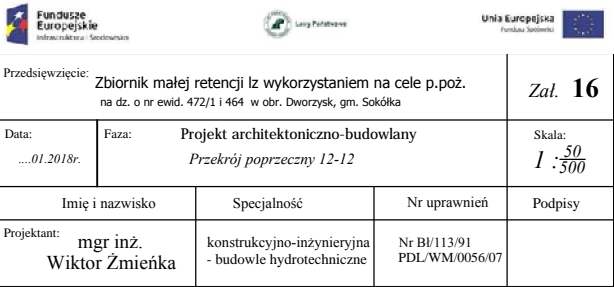 Fundusze
Europejskie
Infrastruktura i Środowisko
Lasy Państwowe
Unia Europejska
Fundusz Spójności
Przedsięwzięcie:
Zbiornik małej retencji lz wykorzystaniem na cele p.poż.
na dz. o nr ewid. 472/1 i 464 w obr. Dworzysk, gm. Sokółka
Zał. 16
Data:
....01.2018r.
Faza:
Projekt architektoniczno-budowlany
Przekrój poprzeczny 12-12
Skala:
1 : 50
500
Imię i nazwisko
Specjalność
Nr uprawnień
Podpisy
Projektant:
mgr inż.
Wiktor Żmieńka
konstrukcyjno-inżynieryjna
- budowle hydrotechniczne
Nr Bł/113/91
PDL/WM/0056/07